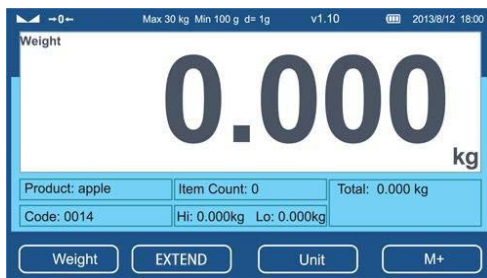 →0← Max 30 kg Min 100 g d= 1g v1.10 2013/8/12 18:00
Weight
0.000
kg
Product: apple Item Count: 0 Total: 0.000 kg
Code: 0014 Hi: 0.000kg Lo: 0.000kg
Weight EXTEND Unit M+